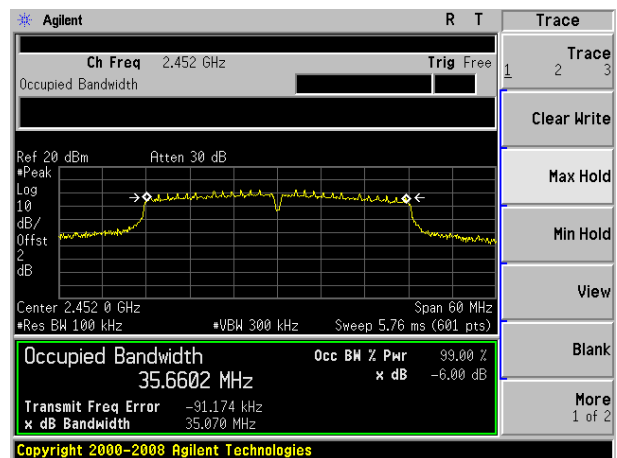 Agilent R T Trace
Ch Freq 2.452 GHz Trig Free
Occupied Bandwidth
Trace
1 2 3
Clear Write
Max Hold
Min Hold
View
Blank
More
1 of 2
Ref 20 dBm Atten 30 dB
#Peak
Log
10
dB/
Offst
2
dB
Center 2.452 0 GHz Span 60 MHz
#Res BW 100 kHz #VBW 300 kHz Sweep 5.76 ms (601 pts)
Occupied Bandwidth Occ BW % Pwr 99.00 %
35.6602 MHz x dB -6.00 dB
Transmit Freq Error -91.174 kHz
x dB Bandwidth 35.070 MHz
Copyright 2000-2008 Agilent Technologies